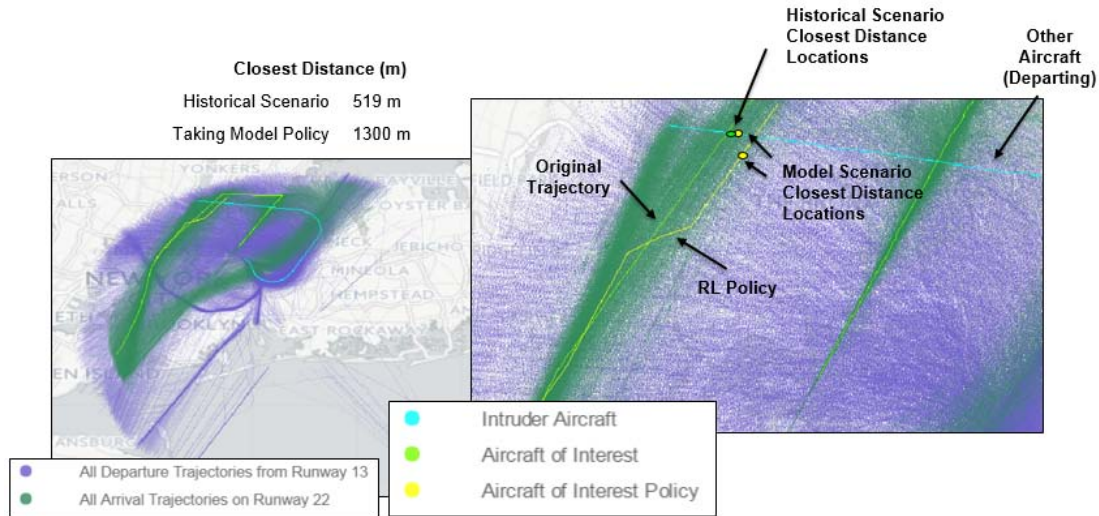 Closest Distance (m)
Historical Scenario 519 m
Taking Model Policy 1300 m
Historical Scenario
Closest Distance
Locations
Other
Aircraft
(Departing)
Original
Trajectory
Model Scenario
Closest Distance
Locations
RL Policy
YONKERS
BAYVILLE
OYSTER BAY
NECK
JERICHO
NEW YORK
MINEOLA
HEMPSTEAD
BROOKLYN
EAST ROCKAWAY
Intruder Aircraft
Aircraft of Interest
Aircraft of Interest Policy
All Departure Trajectories from Runway 13
All Arrival Trajectories on Runway 22